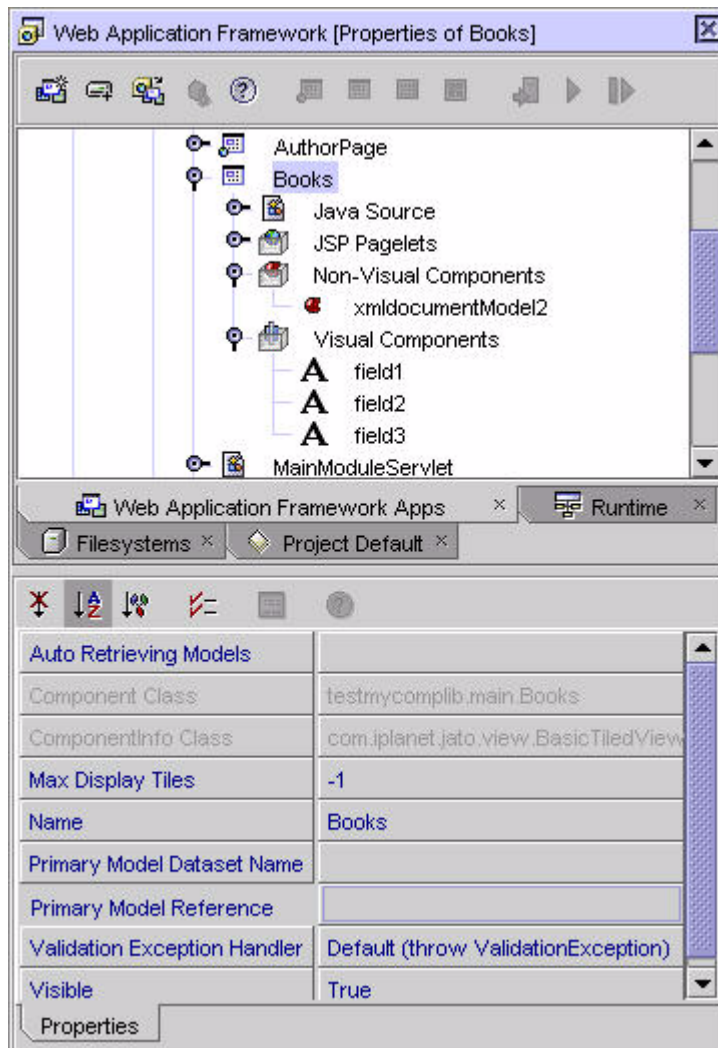 Web Application Framework [Properties of Books]
AuthorPage
Books
Java Source
JSP Pagelets
Non-Visual Components
xmldocumentModel2
Visual Components
A field1
A field2
A field3
MainModuleServlet
Web Application Framework Apps × Runtime ×
Filesystems × Project Default ×
Auto Retrieving Models
Component Class testmycomplib.main.Books
ComponentInfo Class com.iplanet.jato.view.BasicTiledView
Max Display Tiles -1
Name Books
Primary Model Dataset Name
Primary Model Reference
Validation Exception Handler Default (throw ValidationException)
Visible True
Properties